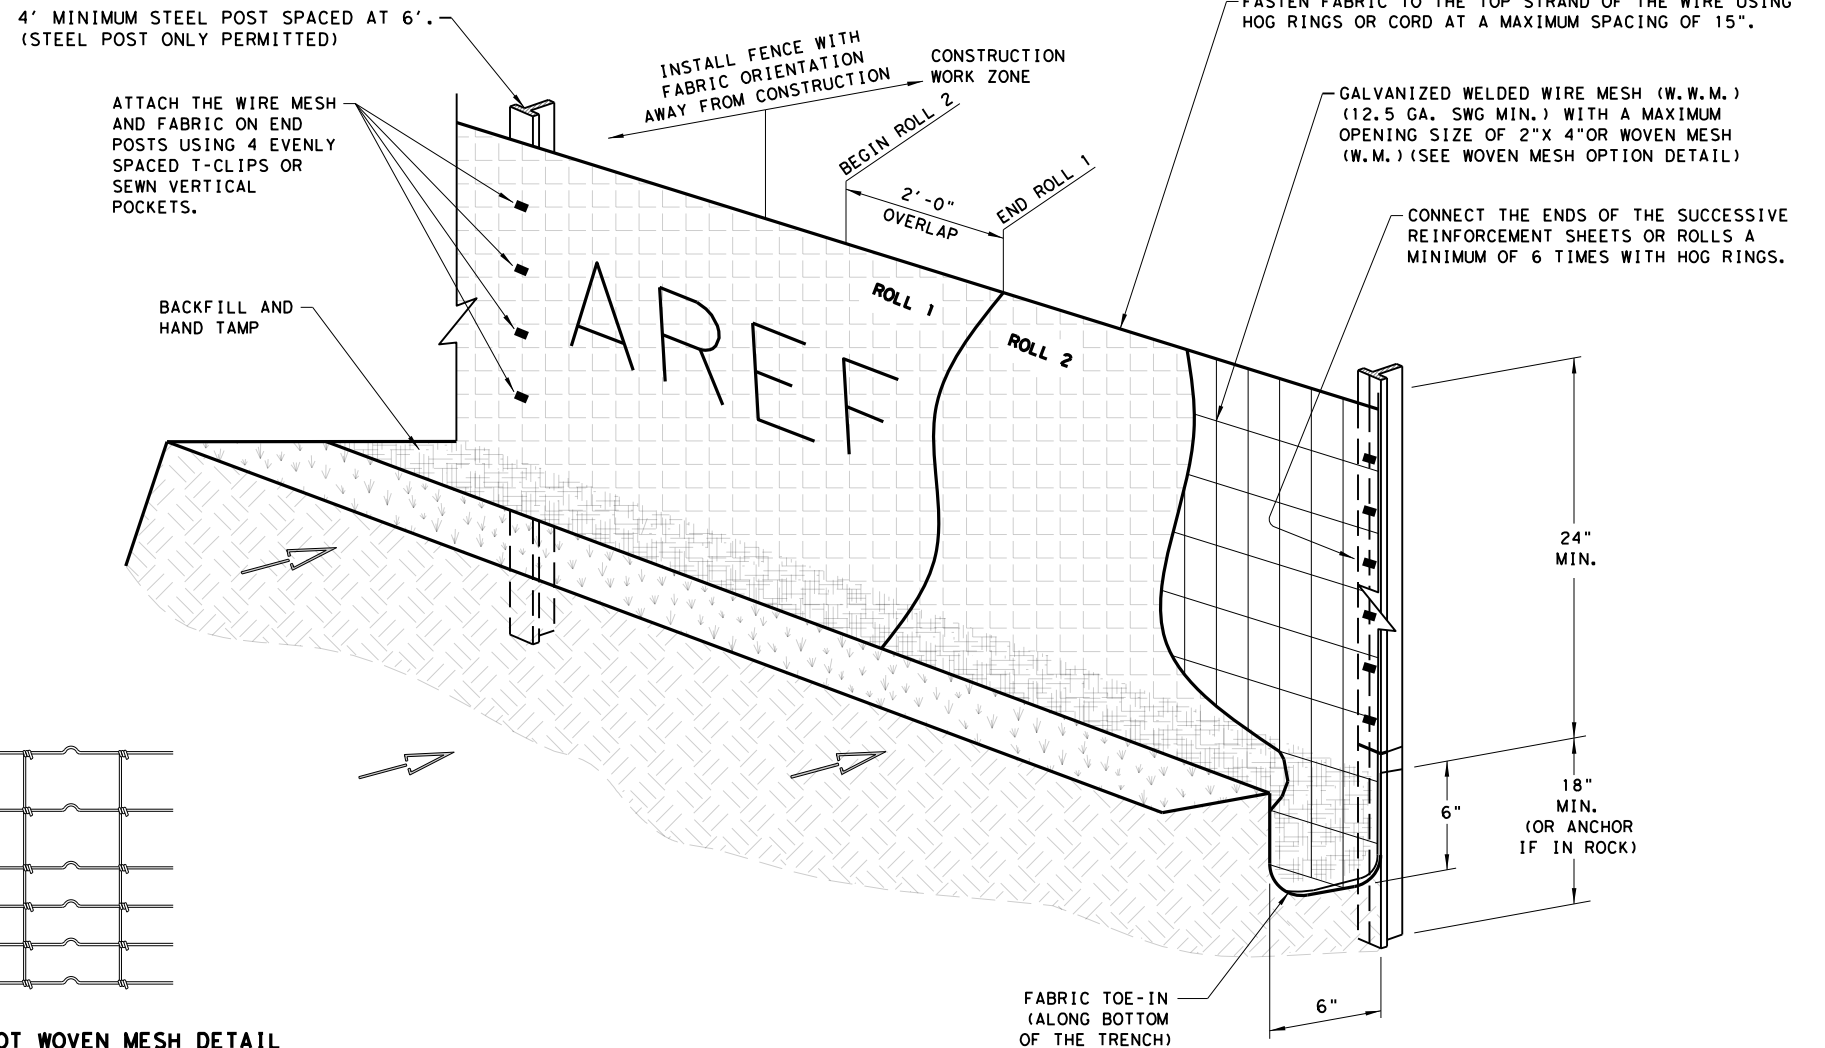 4' MINIMUM STEEL POST SPACED AT 6'.
(STEEL POST ONLY PERMITTED)
ATTACH THE WIRE MESH
AND FABRIC ON END
POSTS USING 4 EVENLY
SPACED T-CLIPS OR
SEWN VERTICAL
POCKETS.
BACKFILL AND
HAND TAMP
INSTALL FENCE WITH
FABRIC ORIENTATION
AWAY FROM CONSTRUCTION
CONSTRUCTION
WORK ZONE
BEGIN ROLL 2
END ROLL 1
2'-0"
OVERLAP
FASTEN FABRIC TO THE TOP STRAND OF THE WIRE USING
HOG RINGS OR CORD AT A MAXIMUM SPACING OF 15".
GALVANIZED WELDED WIRE MESH (W.W.M.)
(12.5 GA. SWG MIN.) WITH A MAXIMUM
OPENING SIZE OF 2"X 4"OR WOVEN MESH
(W.M.)(SEE WOVEN MESH OPTION DETAIL)
CONNECT THE ENDS OF THE SUCCESSIVE
REINFORCEMENT SHEETS OR ROLLS A
MINIMUM OF 6 TIMES WITH HOG RINGS.
AREF
ROLL 1
ROLL 2
24"
MIN.
18"
MIN.
(OR ANCHOR
IF IN ROCK)
6"
6"
FABRIC TOE-IN
(ALONG BOTTOM
OF THE TRENCH)
WOVEN MESH DETAIL